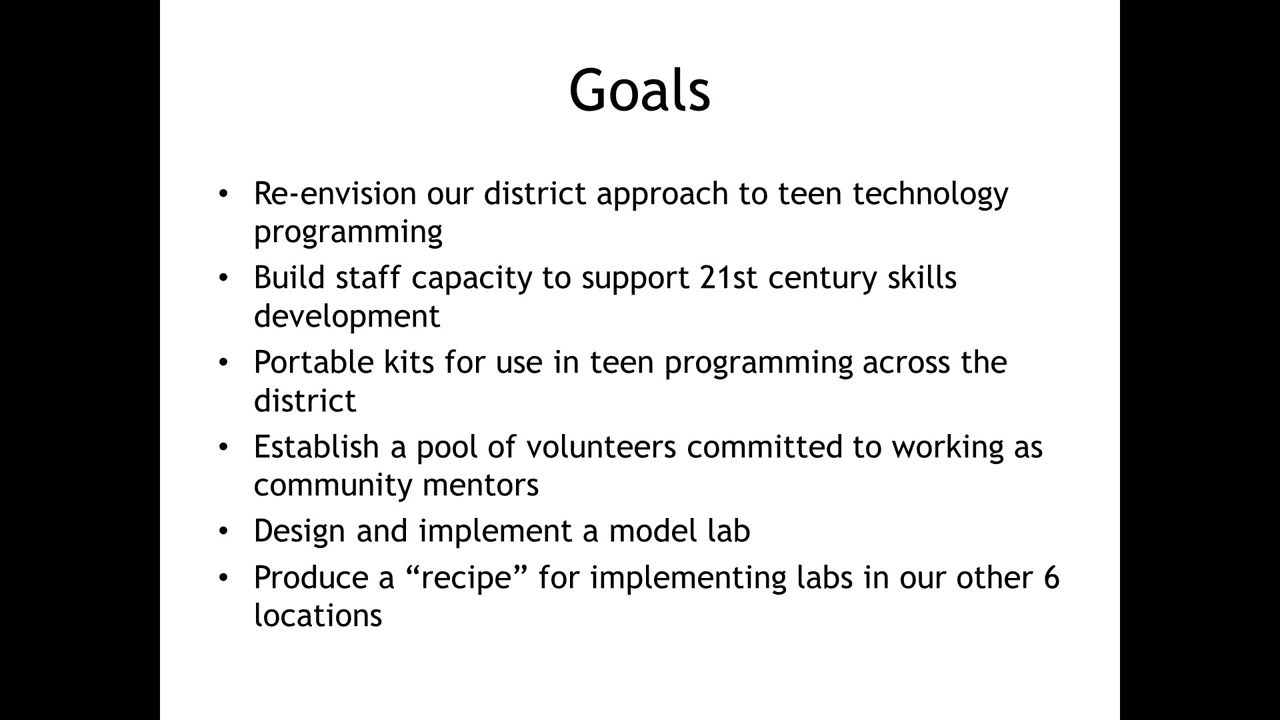 Goals
• Re-envision our district approach to teen technology
programming
• Build staff capacity to support 21st century skills
development
• Portable kits for use in teen programming across the
district
• Establish a pool of volunteers committed to working as
community mentors
• Design and implement a model lab
• Produce a “recipe” for implementing labs in our other 6
locations